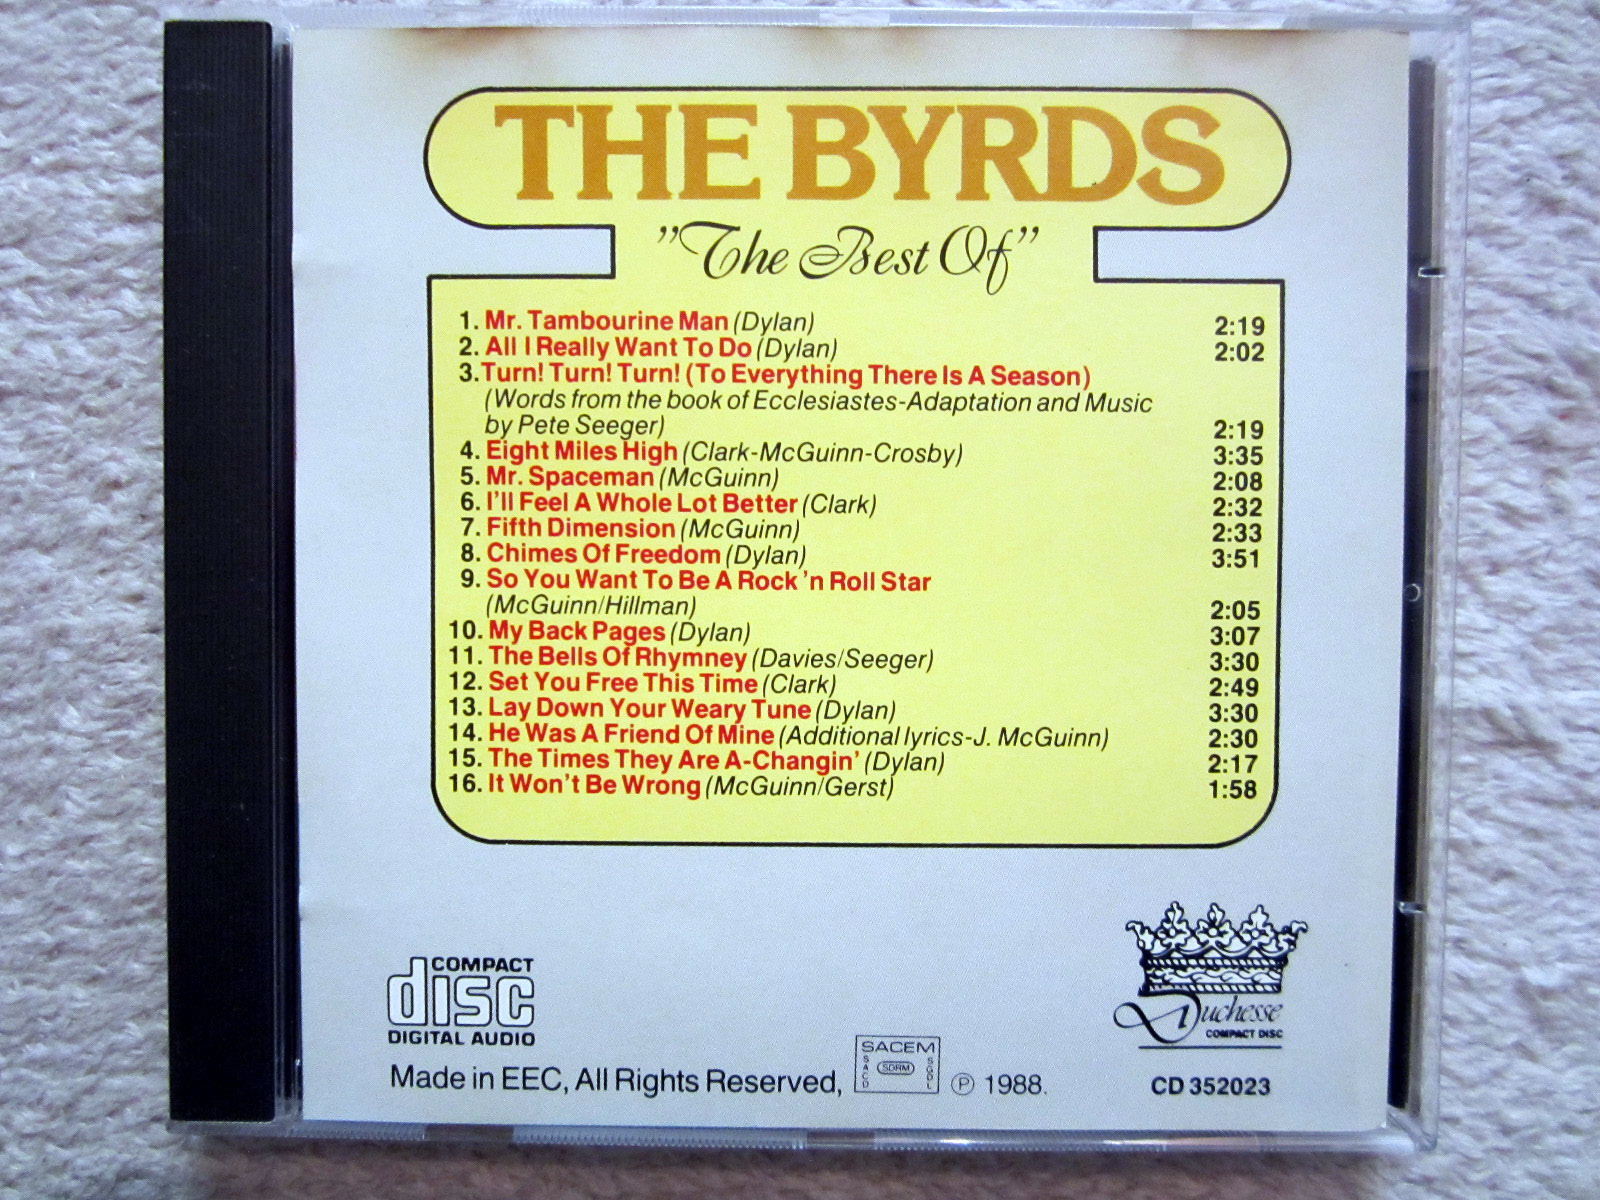 THE BYRDS
"The Best Of"
1. Mr. Tambourine Man (Dylan) 2:19
2. All I Really Want To Do (Dylan) 2:02
3. Turn! Turn! Turn! (To Everything There Is A Season)
(Words from the book of Ecclesiastes-Adaptation and Music
by Pete Seeger) 2:19
4. Eight Miles High (Clark-McGuinn-Crosby) 3:35
5. Mr. Spaceman (McGuinn) 2:08
6. I'll Feel A Whole Lot Better (Clark) 2:32
7. Fifth Dimension (McGuinn) 2:33
8. Chimes Of Freedom (Dylan) 3:51
9. So You Want To Be A Rock 'n Roll Star
(McGuinn/Hillman) 2:05
10. My Back Pages (Dylan) 3:07
11. The Bells Of Rhymney (Davies/Seeger) 3:30
12. Set You Free This Time (Clark) 2:49
13. Lay Down Your Weary Tune (Dylan) 3:30
14. He Was A Friend Of Mine (Additional lyrics-J. McGuinn) 2:30
15. The Times They Are A-Changin' (Dylan) 2:17
16. It Won't Be Wrong (McGuinn/Gerst) 1:58
COMPACT
disc
DIGITAL AUDIO
Duchesse
COMPACT DISC
Made in EEC, All Rights Reserved,
SACEM
SACD
SDRM
SGDL
℗ 1988.
CD 352023